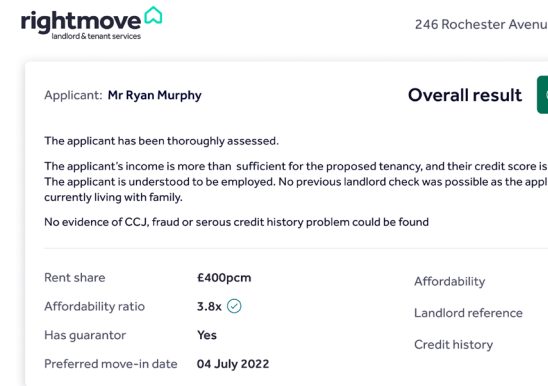 rightmove
landlord & tenant services
246 Rochester Avenu
Applicant: Mr Ryan Murphy
Overall result
The applicant has been thoroughly assessed.
The applicant's income is more than sufficient for the proposed tenancy, and their credit score is
The applicant is understood to be employed. No previous landlord check was possible as the appl
currently living with family.
No evidence of CCJ, fraud or serous credit history problem could be found
Rent share £400pcm
Affordability
Affordability ratio 3.8x
Landlord reference
Has guarantor Yes
Credit history
Preferred move-in date 04 July 2022